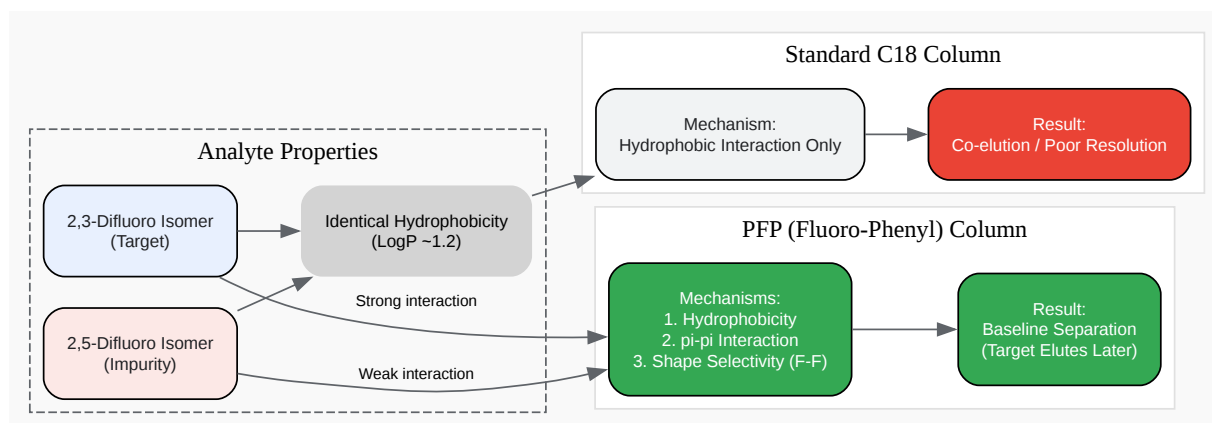 Analyte Properties
2,3-Difluoro Isomer
(Target)
2,5-Difluoro Isomer
(Impurity)
Identical Hydrophobicity
(LogP ~1.2)
Strong interaction
Weak interaction
Standard C18 Column
Mechanism:
Hydrophobic Interaction Only
Result:
Co-elution / Poor Resolution
PFP (Fluoro-Phenyl) Column
Mechanisms:
1. Hydrophobicity
2. pi-pi Interaction
3. Shape Selectivity (F-F)
Result:
Baseline Separation
(Target Elutes Later)